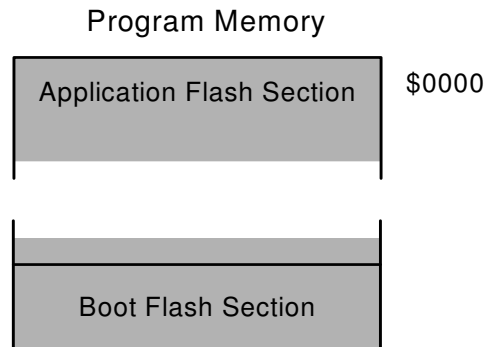 Program Memory
Application Flash Section
$0000
Boot Flash Section